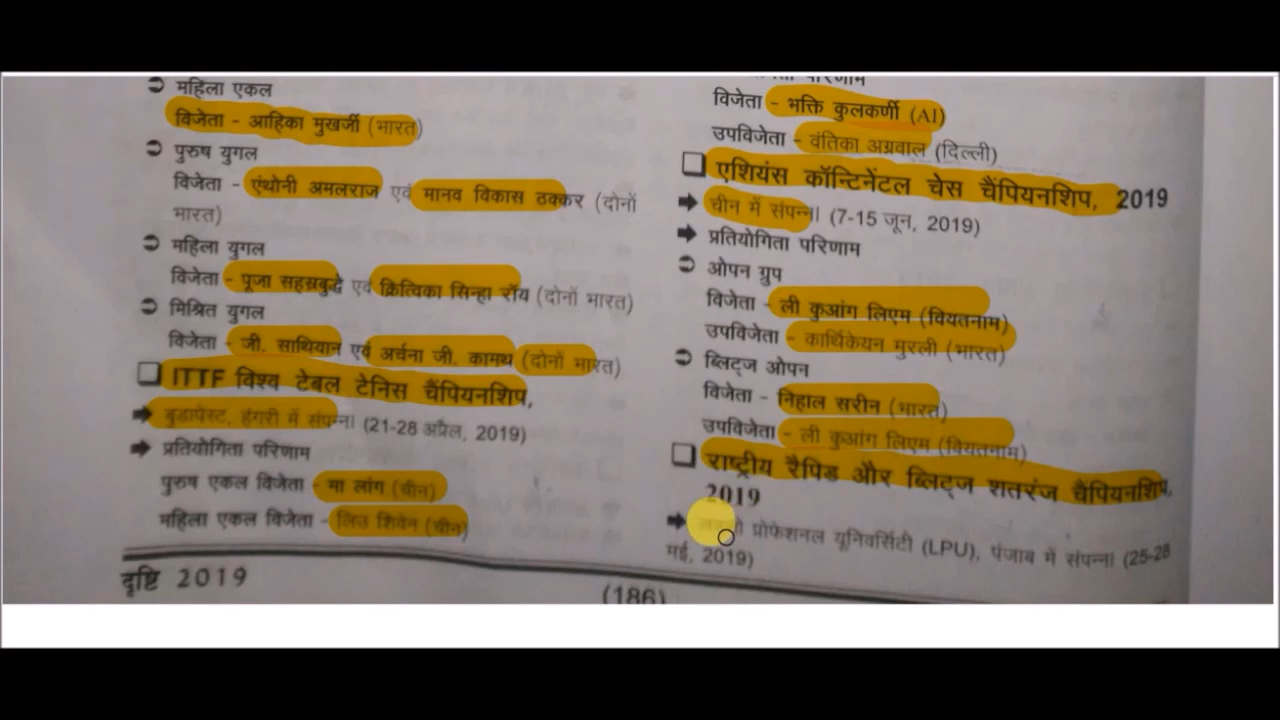 ➲ महिला एकल
विजेता - आहिका मुखर्जी (भारत)
➲ पुरुष युगल
विजेता - एंथोनी अमलराज एवं मानव विकास ठक्कर (दोनों
भारत)
➲ महिला युगल
विजेता - पूजा सहस्रबुद्धे एवं क्रित्विका सिन्हा रॉय (दोनों भारत)
➲ मिश्रित युगल
विजेता - जी. साथियान एवं अर्चना जी. कामथ (दोनों भारत)
❑ ITTF विश्व टेबल टेनिस चैंपियनशिप,
➡ बुडापेस्ट, हंगरी में संपन्न। (21-28 अप्रैल, 2019)
➡ प्रतियोगिता परिणाम
पुरुष एकल विजेता - मा लांग (चीन)
महिला एकल विजेता - लिउ शिवेन (चीन)
दृष्टि 2019
परिणाम
विजेता - भक्ति कुलकर्णी (AI)
उपविजेता - वंतिका अग्रवाल (दिल्ली)
❑ एशियंस कॉन्टिनेंटल चेस चैंपियनशिप, 2019
➡ चीन में संपन्न। (7-15 जून, 2019)
➡ प्रतियोगिता परिणाम
➲ ओपन ग्रुप
विजेता - ली कुआंग लिएम (वियतनाम)
उपविजेता - कार्थिकेयन मुरली (भारत)
➲ ब्लिट्ज ओपन
विजेता - निहाल सरीन (भारत)
उपविजेता - ली कुआंग लिएम (वियतनाम)
❑ राष्ट्रीय रैपिड और ब्लिट्ज शतरंज चैंपियनशिप,
2019
➡ प्रोफेशनल यूनिवर्सिटी (LPU), पंजाब में संपन्न। (25-28
मई, 2019)
(186)